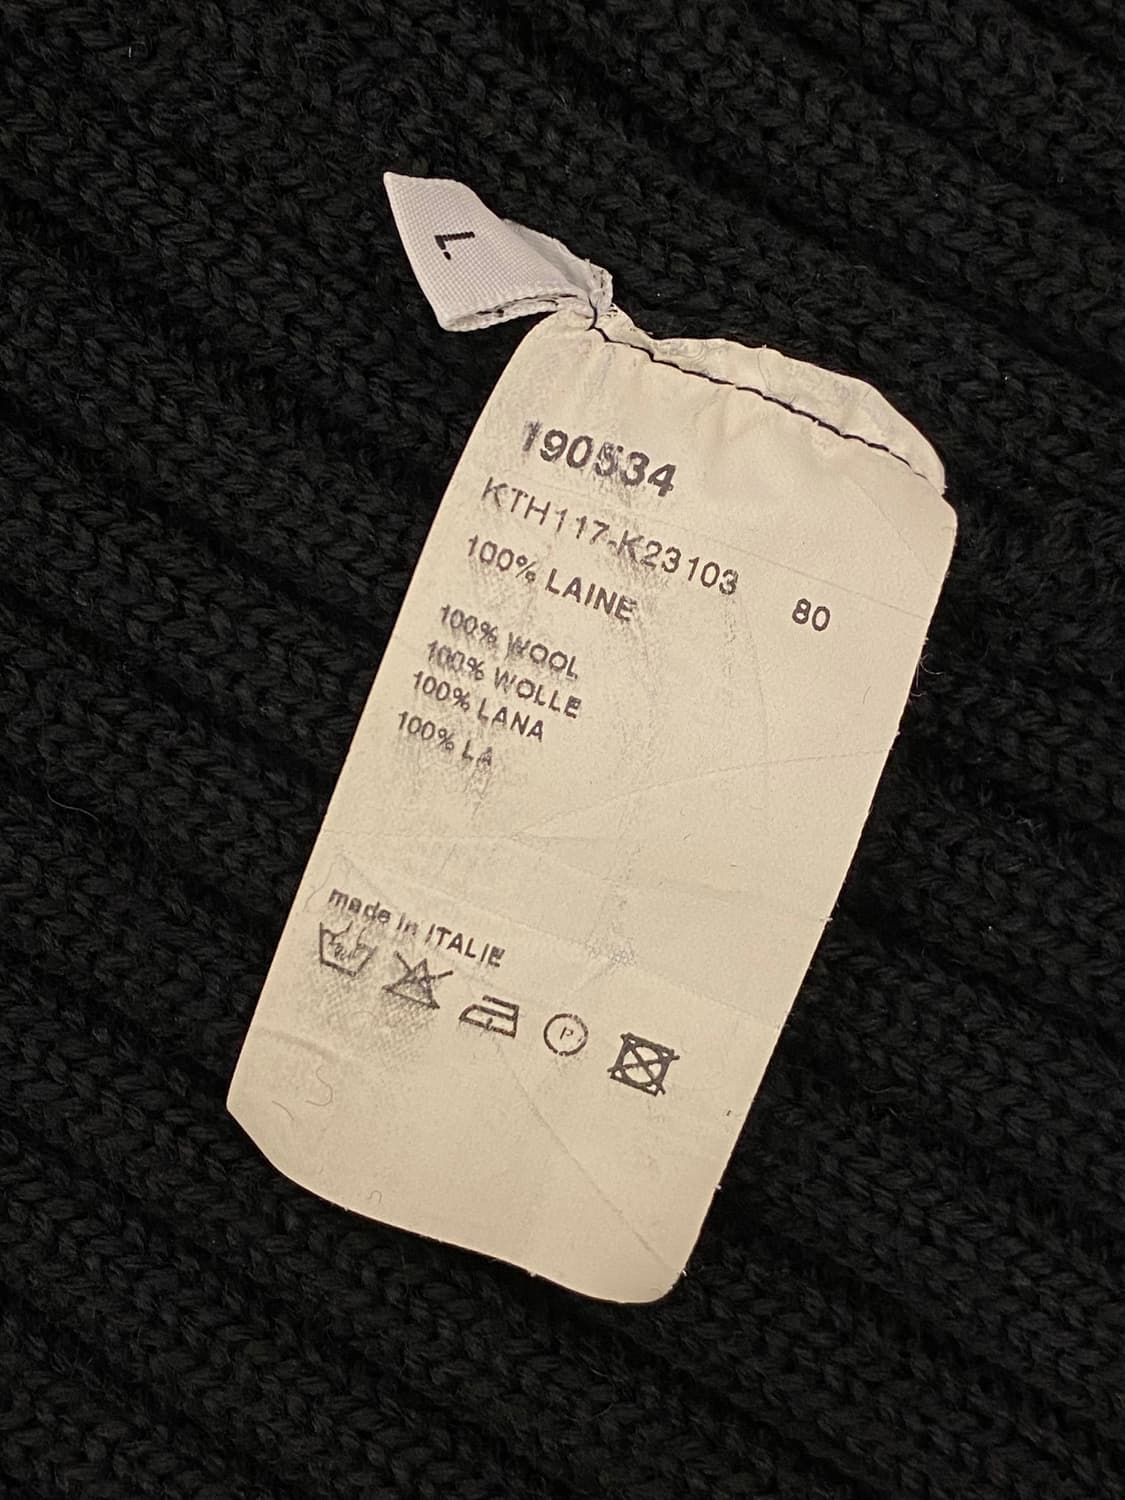 L
190534
KTH117-K23103 80
100% LAINE
100% WOOL
100% WOLLE
100% LANA
100% LA
made in ITALIE
P